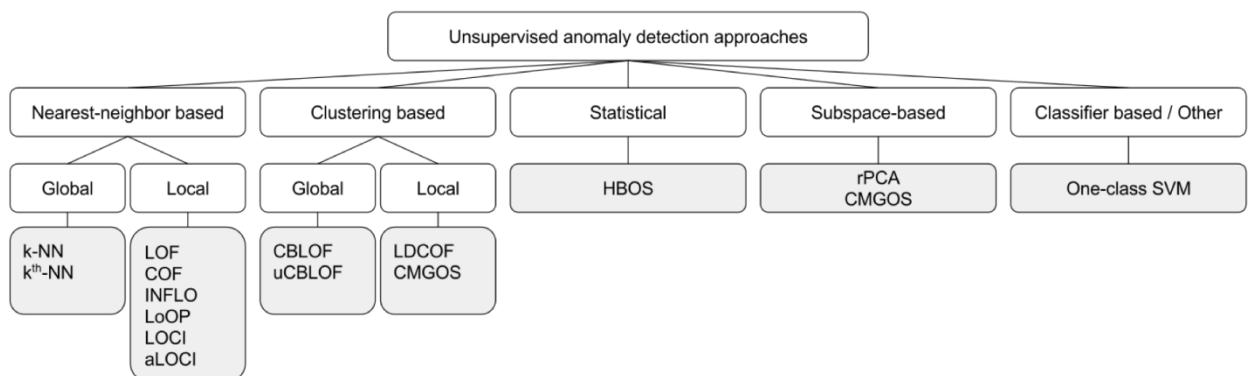 Unsupervised anomaly detection approaches
Nearest-neighbor based
Clustering based
Statistical
Subspace-based
Classifier based / Other
Global
Local
Global
Local
HBOS
rPCA
CMGOS
One-class SVM
k-NN
kth-NN
LOF
COF
INFLO
LoOP
LOCI
aLOCI
CBLOF
uCBLOF
LDCOF
CMGOS